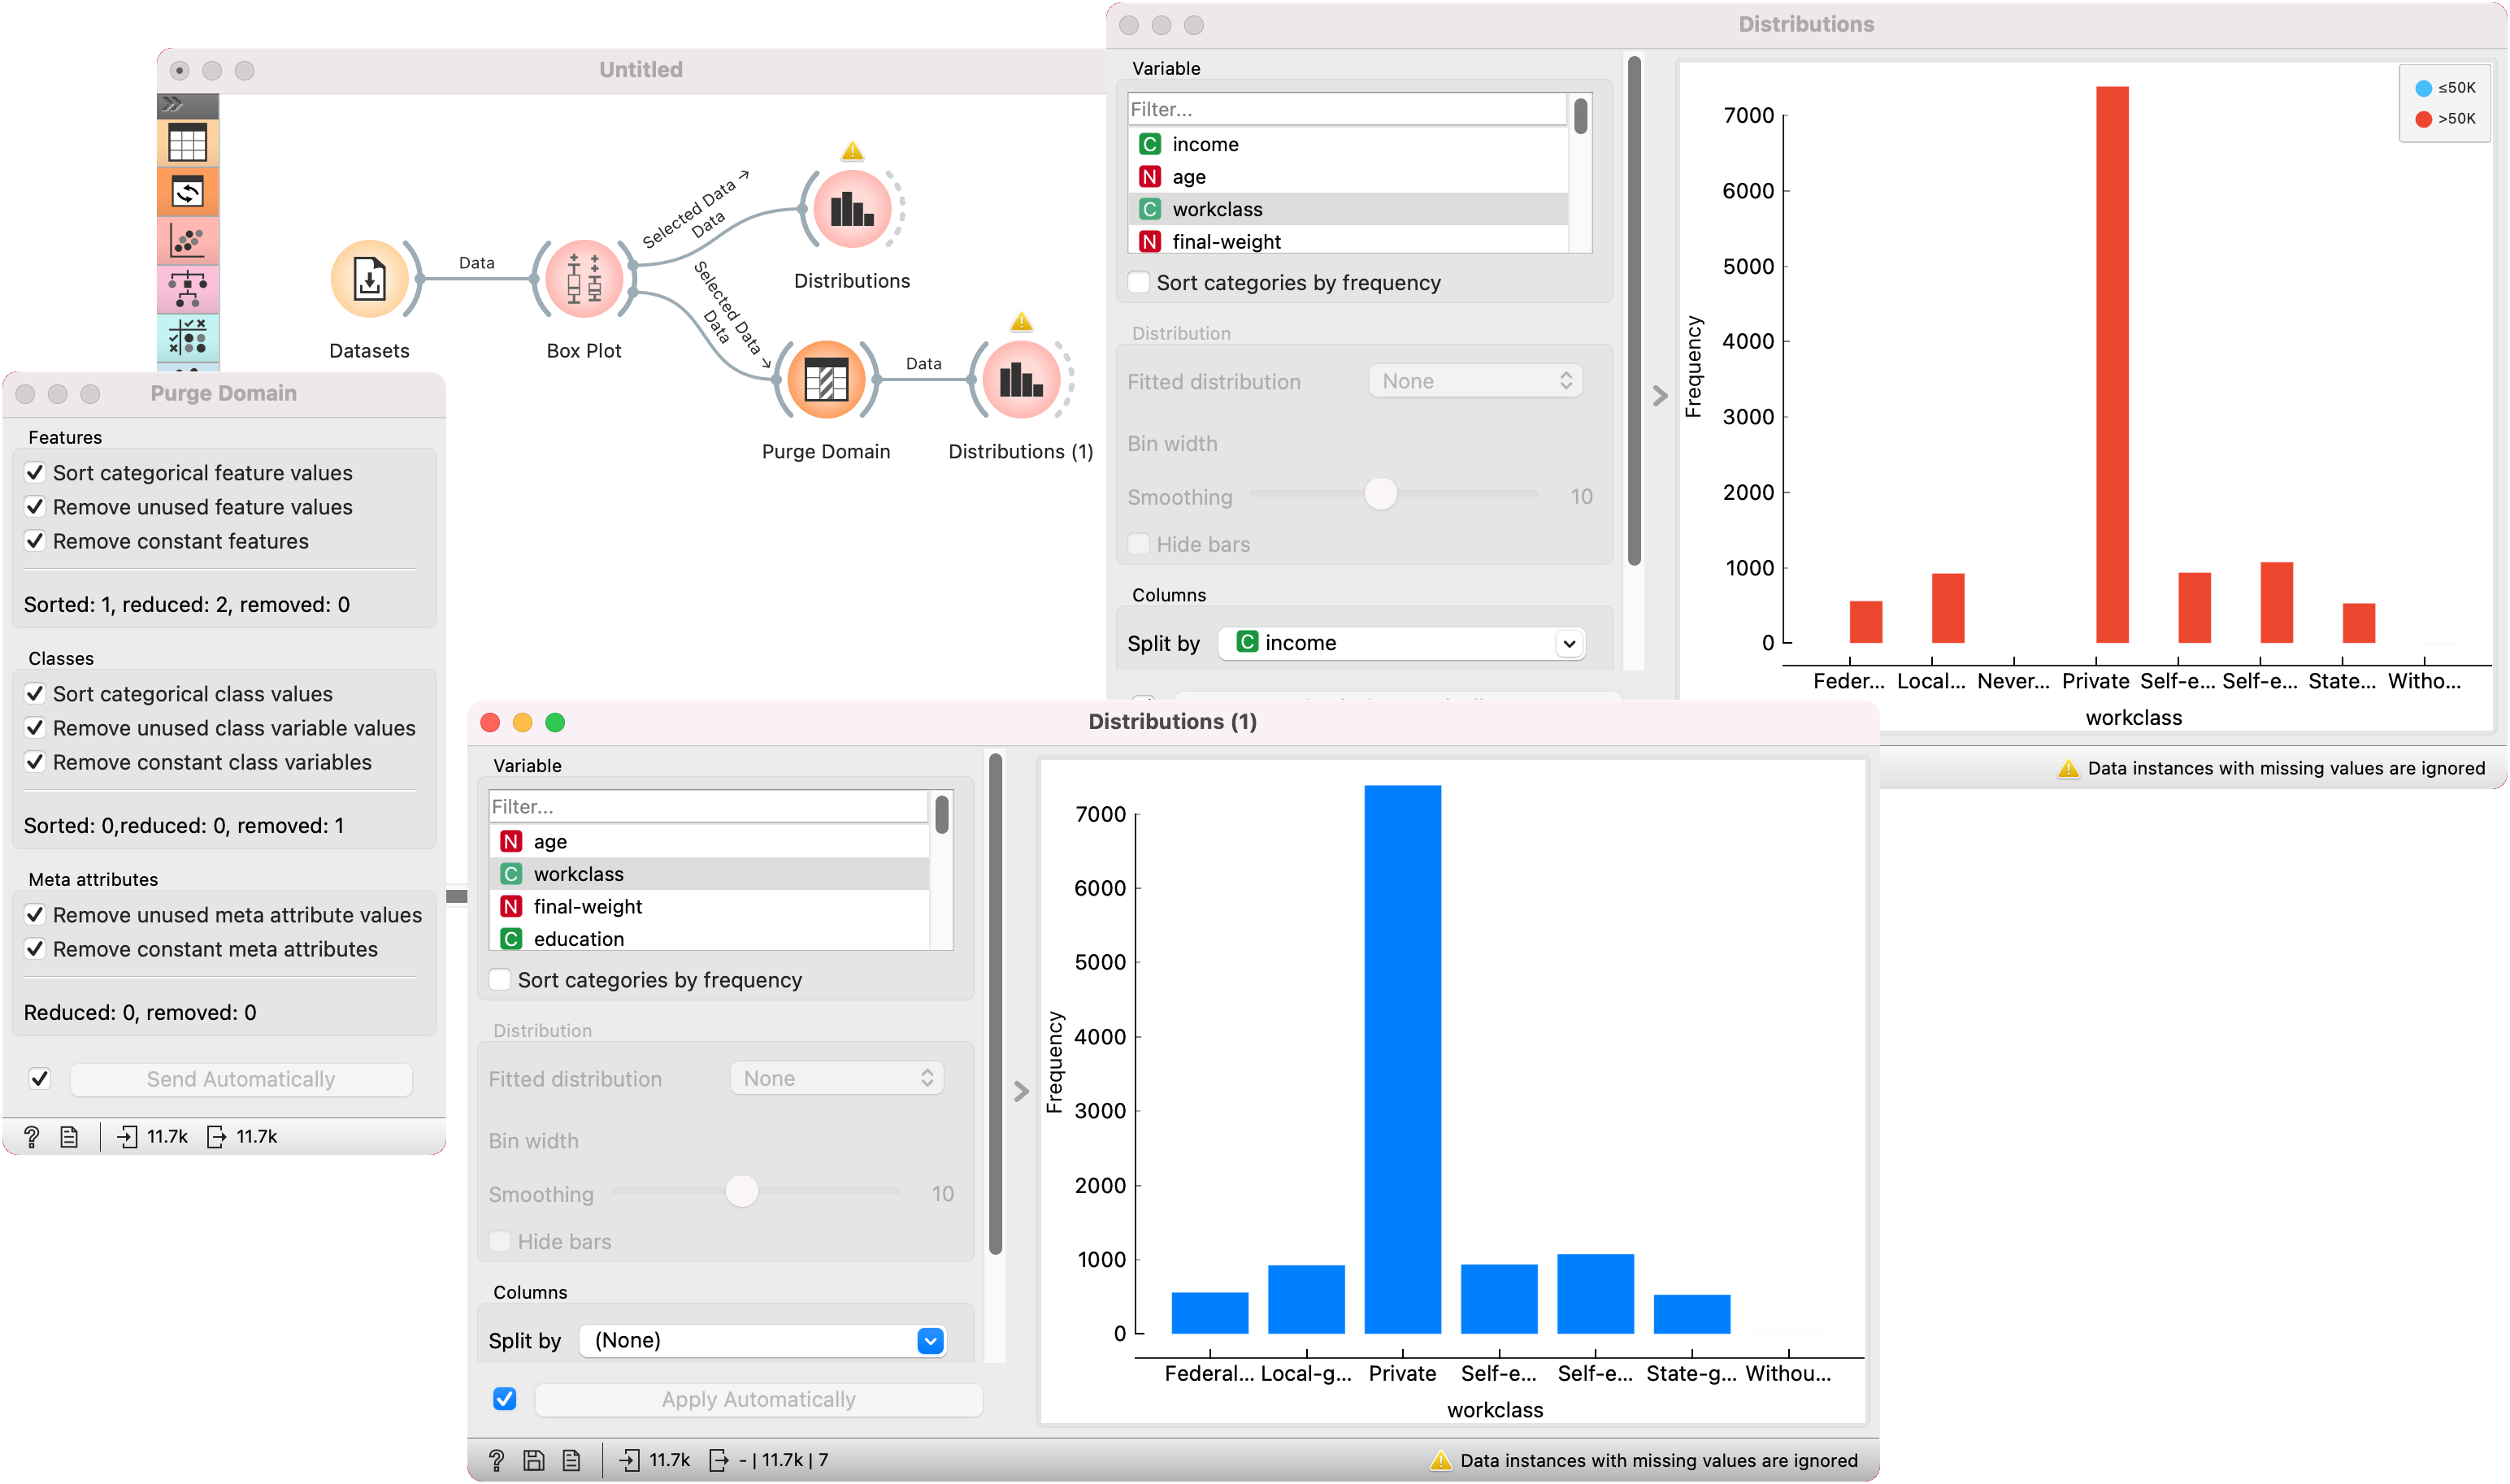 Untitled
Data
Selected Data →
Data
Selected Data →
Data
Data
Datasets
Box Plot
Distributions
Purge Domain
Distributions (1)
Distributions
Variable
Filter...
C income
N age
C workclass
N final-weight
Sort categories by frequency
Distribution
Fitted distribution None
Bin width
Smoothing 10
Hide bars
Columns
Split by C income
≤50K
>50K
7000
6000
5000
4000
3000
2000
1000
0
Frequency
Feder... Local... Never... Private Self-e... Self-e... State... Witho...
workclass
Data instances with missing values are ignored
Purge Domain
Features
Sort categorical feature values
Remove unused feature values
Remove constant features
Sorted: 1, reduced: 2, removed: 0
Classes
Sort categorical class values
Remove unused class variable values
Remove constant class variables
Sorted: 0,reduced: 0, removed: 1
Meta attributes
Remove unused meta attribute values
Remove constant meta attributes
Reduced: 0, removed: 0
Send Automatically
? 11.7k 11.7k
Distributions (1)
Variable
Filter...
N age
C workclass
N final-weight
C education
Sort categories by frequency
Distribution
Fitted distribution None
Bin width
Smoothing 10
Hide bars
Columns
Split by (None)
Apply Automatically
7000
6000
5000
4000
3000
2000
1000
0
Frequency
Federal... Local-g... Private Self-e... Self-e... State-g... Withou...
workclass
? 11.7k - | 11.7k | 7
Data instances with missing values are ignored